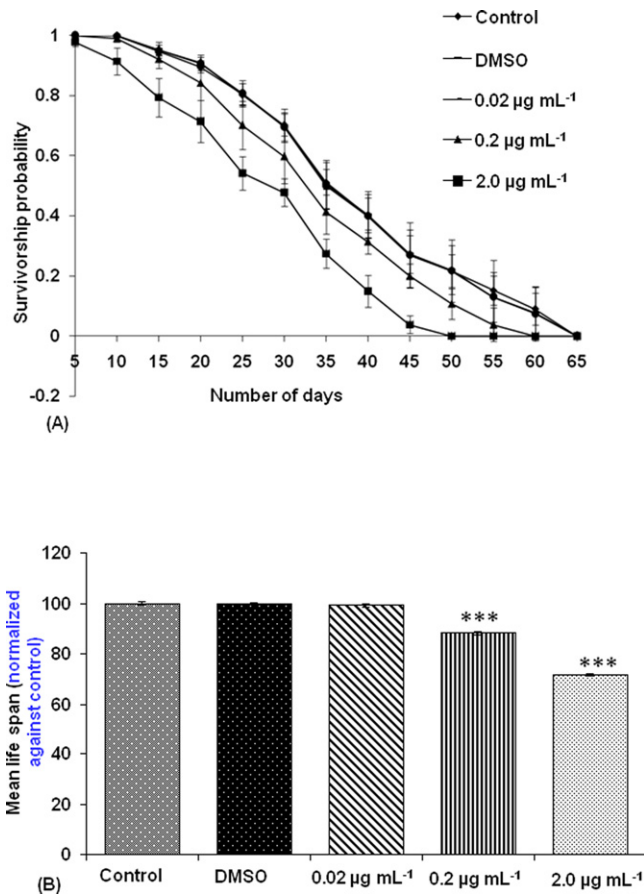 Control
DMSO
0.02 µg mL-1
0.2 µg mL-1
2.0 µg mL-1
Survivorship probability
1
0.8
0.6
0.4
0.2
0
-0.2
5 10 15 20 25 30 35 40 45 50 55 60 65
Number of days
(A)
Mean life span (normalized
against control)
120
100
80
60
40
20
0
***
***
Control DMSO 0.02 µg mL-1 0.2 µg mL-1 2.0 µg mL-1
(B)